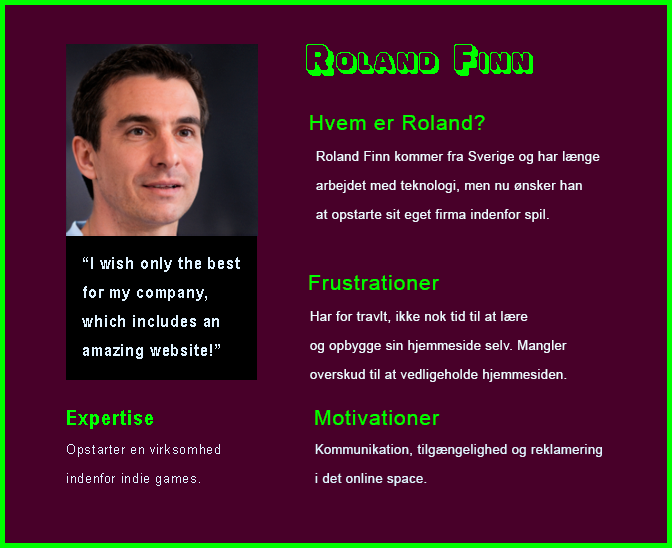 Roland Finn
Hvem er Roland?
Roland Finn kommer fra Sverige og har længe
arbejdet med teknologi, men nu ønsker han
at opstarte sit eget firma indenfor spil.
“I wish only the best
for my company,
which includes an
amazing website!”
Frustrationer
Har for travlt, ikke nok tid til at lære
og opbygge sin hjemmeside selv. Mangler
overskud til at vedligeholde hjemmesiden.
Expertise
Opstarter en virksomhed
indenfor indie games.
Motivationer
Kommunikation, tilgængelighed og reklamering
i det online space.